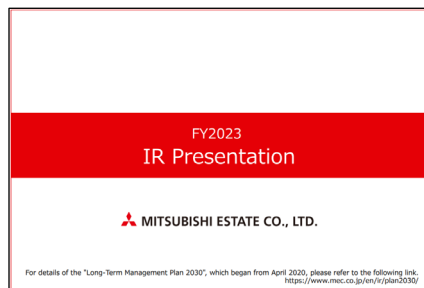 FY2023
IR Presentation
MITSUBISHI ESTATE CO., LTD.
For details of the "Long-Term Management Plan 2030", which began from April 2020, please refer to the following link.
https://www.mec.co.jp/en/ir/plan2030/